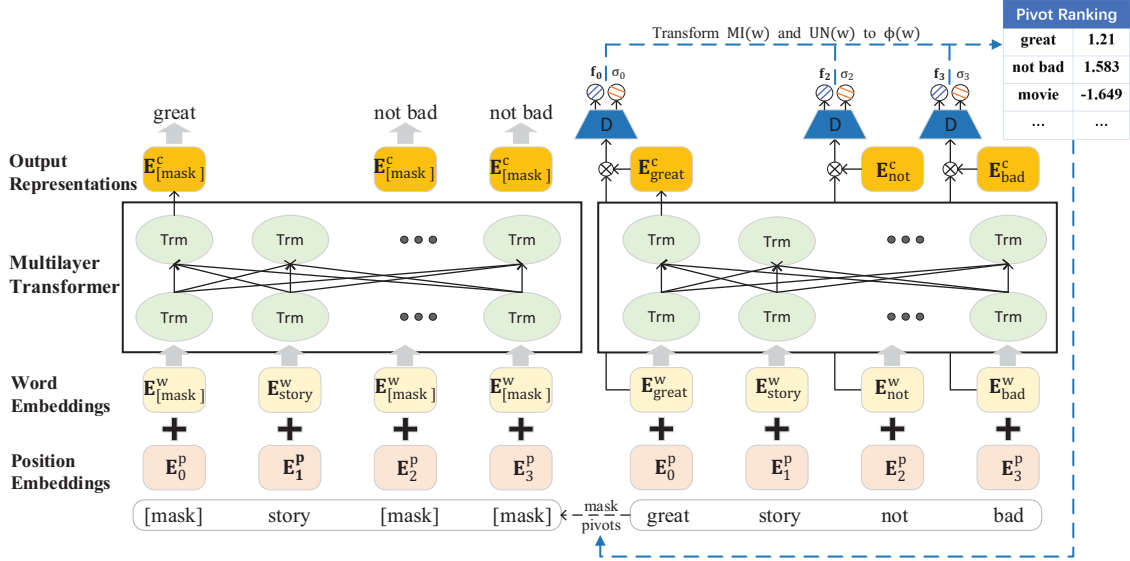 Pivot Ranking
great 1.21
not bad 1.583
movie -1.649
... ...
Transform MI(w) and UN(w) to ϕ(w)
f₀ σ₀ f₂ σ₂ f₃ σ₃
D D D
great not bad not bad
Output
Representations
E^c_[mask] E^c_[mask] E^c_[mask] E^c_great E^c_not E^c_bad
Multilayer
Transformer
Trm Trm Trm Trm Trm Trm
Trm Trm Trm Trm Trm Trm
Word
Embeddings
E^w_[mask] E^w_story E^w_[mask] E^w_[mask] E^w_great E^w_story E^w_not E^w_bad
+ + + + + + + +
Position
Embeddings
E^p_0 E^p_1 E^p_2 E^p_3 E^p_0 E^p_1 E^p_2 E^p_3
[mask] story [mask] [mask] great story not bad
mask
pivots